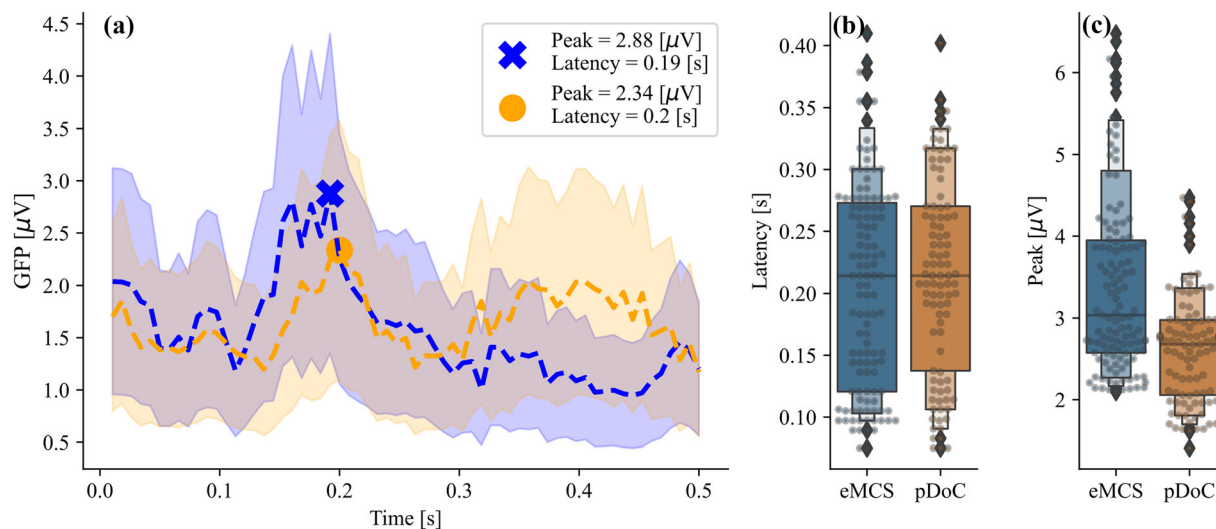 (a)
Peak = 2.88 [μV]
Latency = 0.19 [s]
Peak = 2.34 [μV]
Latency = 0.2 [s]
GFP [μV]
4.5
4.0
3.5
3.0
2.5
2.0
1.5
1.0
0.5
0.0
0.1
0.2
0.3
0.4
0.5
Time [s]
(b)
Latency [s]
0.40
0.35
0.30
0.25
0.20
0.15
0.10
eMCS
pDoC
(c)
Peak [μV]
6
5
4
3
2
eMCS
pDoC